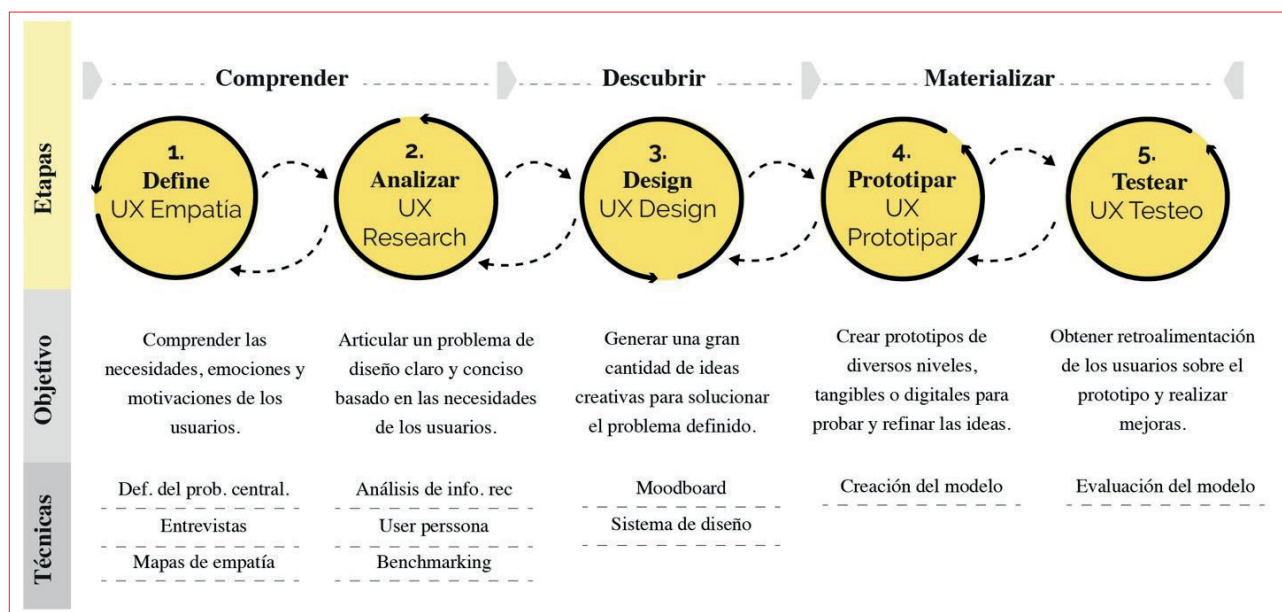 Comprender
Descubrir
Materializar
Etapas
1.
Define
UX Empatía
2.
Analizar
UX
Research
3.
Design
UX Design
4.
Prototipar
UX
Prototipar
5.
Testear
UX Testeo
Objetivo
Comprender las
necesidades, emociones y
motivaciones de los
usuarios.
Articular un problema de
diseño claro y conciso
basado en las necesidades
de los usuarios.
Generar una gran
cantidad de ideas
creativas para solucionar
el problema definido.
Crear prototipos de
diversos niveles,
tangibles o digitales para
probar y refinar las ideas.
Obtener retroalimentación
de los usuarios sobre el
prototipo y realizar
mejoras.
Técnicas
Def. del prob. central.
Entrevistas
Mapas de empatía
Análisis de info. rec
User perssona
Benchmarking
Moodboard
Sistema de diseño
Creación del modelo
Evaluación del modelo